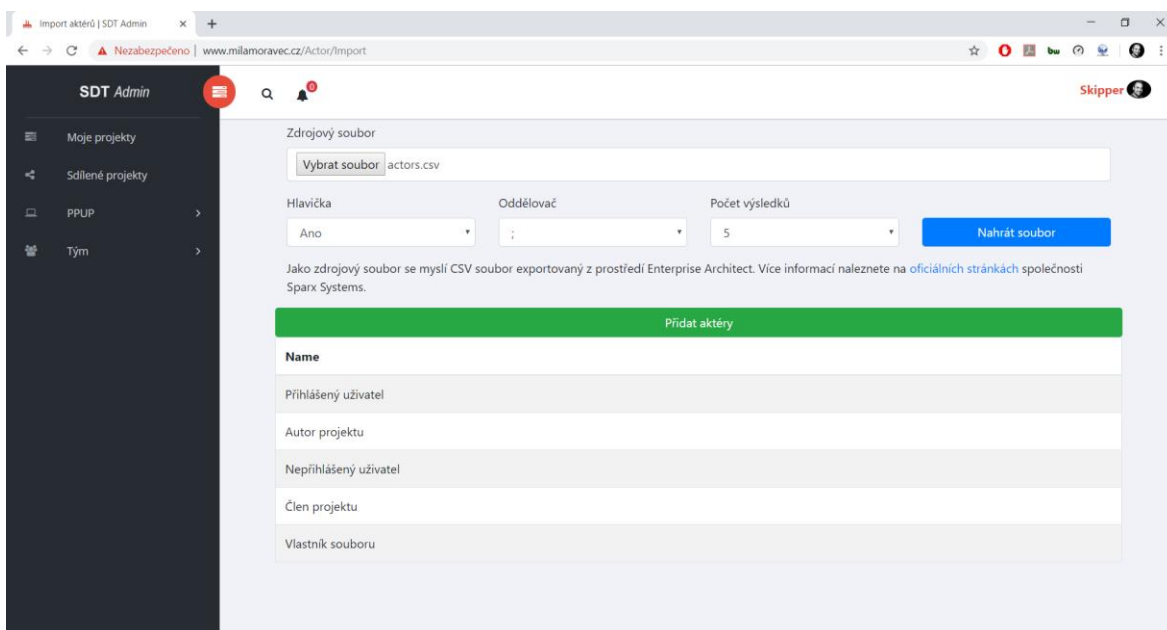 Import aktérů | SDT Admin
Nezabezpečeno | www.milamoravec.cz/Actor/Import
bw
SDT Admin
0
Skipper
Moje projekty
Sdílené projekty
PPUP
Tým
Zdrojový soubor
Vybrat soubor actors.csv
Hlavička Oddělovač Počet výsledků
Ano ; 5 Nahrát soubor
Jako zdrojový soubor se myslí CSV soubor exportovaný z prostředí Enterprise Architect. Více informací naleznete na oficiálních stránkách společnosti
Sparx Systems.
Přidat aktéry
Name
Přihlášený uživatel
Autor projektu
Nepřihlášený uživatel
Člen projektu
Vlastník souboru